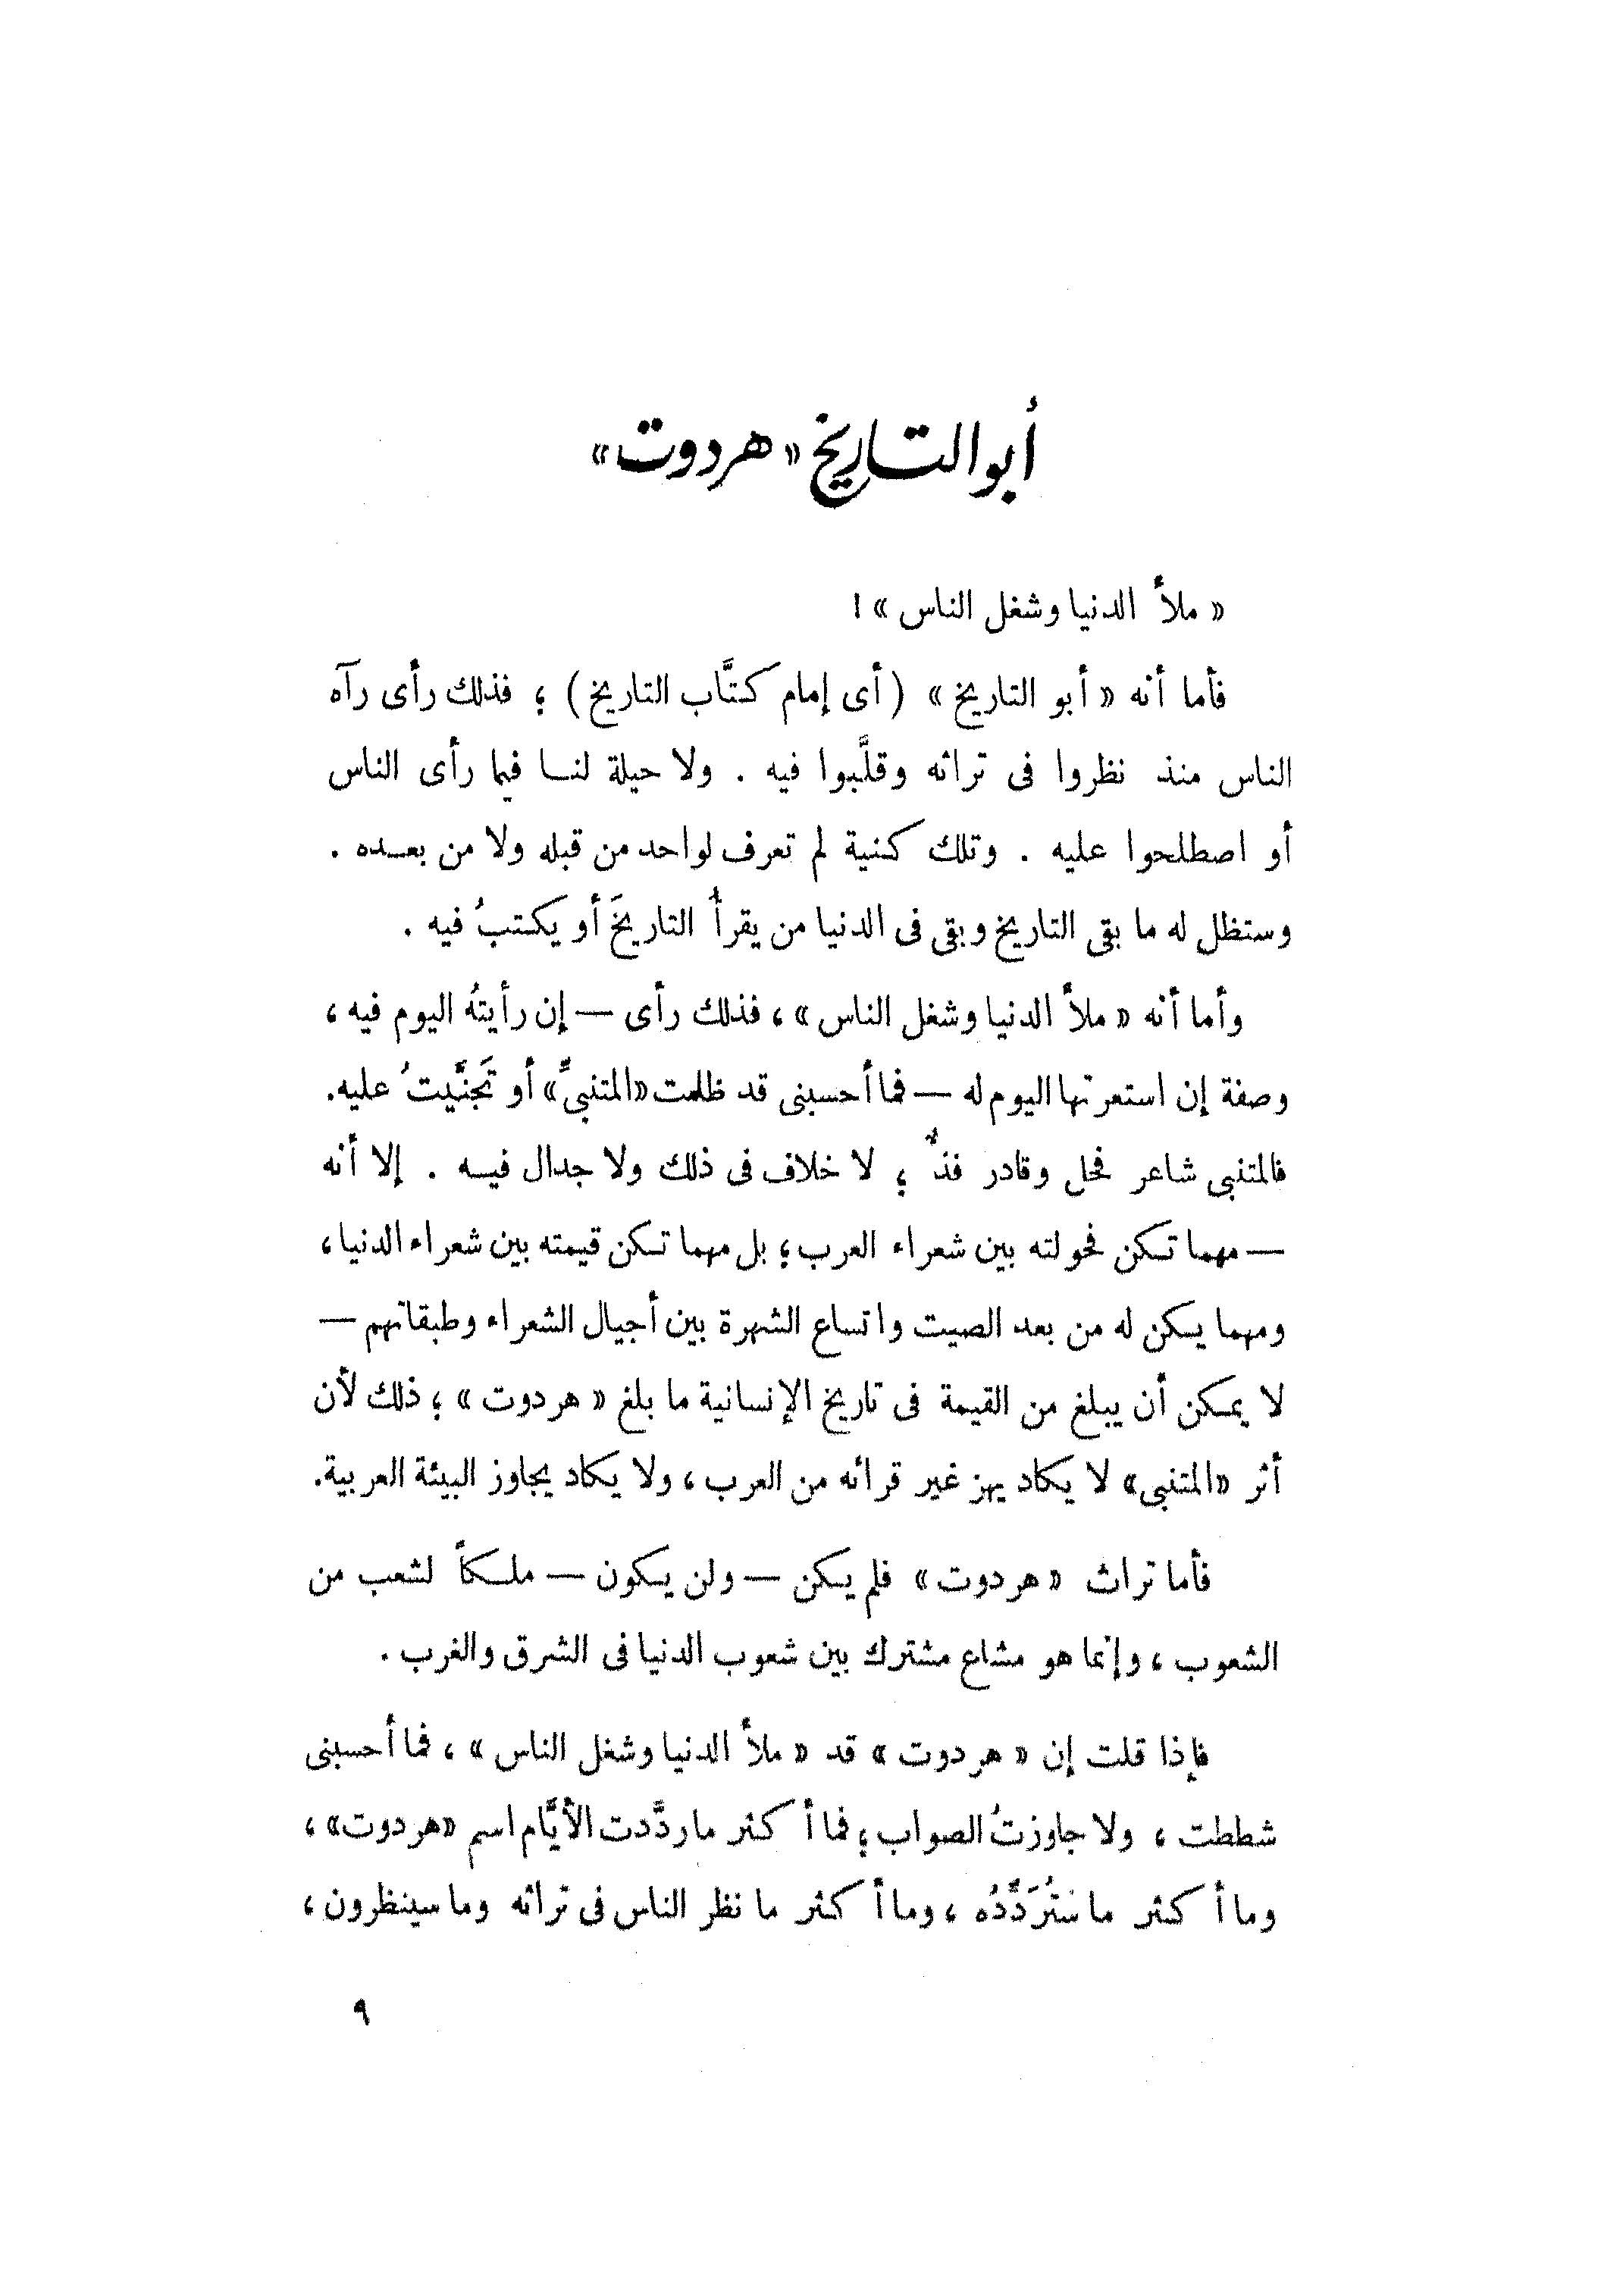 أبو التاريخ «هردوت»
« ملأ الدنيا وشغل الناس » !
فأما أنه « أبو التاريخ » ( أى إمام كتَّاب التاريخ ) ؛ فذلك رأى رآه
الناس منذ نظروا فى تراثه وقلَّبوا فيه . ولا حيلة لنا فيما رأى الناس
أو اصطلحوا عليه . وتلك كنية لم تعرف لواحد من قبله ولا من بعده .
وستظل له ما بقى التاريخ وبقى فى الدنيا من يقرأُ التاريخَ أو يكتبُ فيه .
وأما أنه « ملأ الدنيا وشغل الناس » ، فذلك رأى — إن رأيتهُ اليوم فيه ،
وصفة إن استعرتها اليوم له — فما أحسبنى قد ظلمت «المتنبىِّ» أو تَجنَّيتُ عليه.
فالمتنبى شاعر فحل وقادر فذٌ ؛ لا خلاف فى ذلك ولا جدال فيه . إلا أنه
— مهما تكن فحولته بين شعراء العرب؛ بل مهما تكن قيمته بين شعراء الدنيا،
ومهما يكن له من بعد الصيت واتساع الشهرة بين أجيال الشعراء وطبقاتهم —
لا يمكن أن يبلغ من القيمة فى تاريخ الإنسانية ما بلغ « هردوت » ؛ ذلك لأن
أثر «المتنبى» لا يكاد يهز غير قرائه من العرب ، ولا يكاد يجاوز البيئة العربية.
فأما تراث « هردوت » فلم يكن — ولن يكون — ملكاً لشعب من
الشعوب ، وإنما هو مشاع مشترك بين شعوب الدنيا فى الشرق والغرب .
فإذا قلت إن « هردوت » قد « ملأ الدنيا وشغل الناس » ، فما أحسبنى
شططت ، ولا جاوزتُ الصواب ؛ فما أكثر ما ردَّدت الأيَّام اسم «هردوت» ،
وما أكثر ما ستُرَدِّدُه ، وما أكثر ما نظر الناس فى تراثه وما سينظرون ،
٩